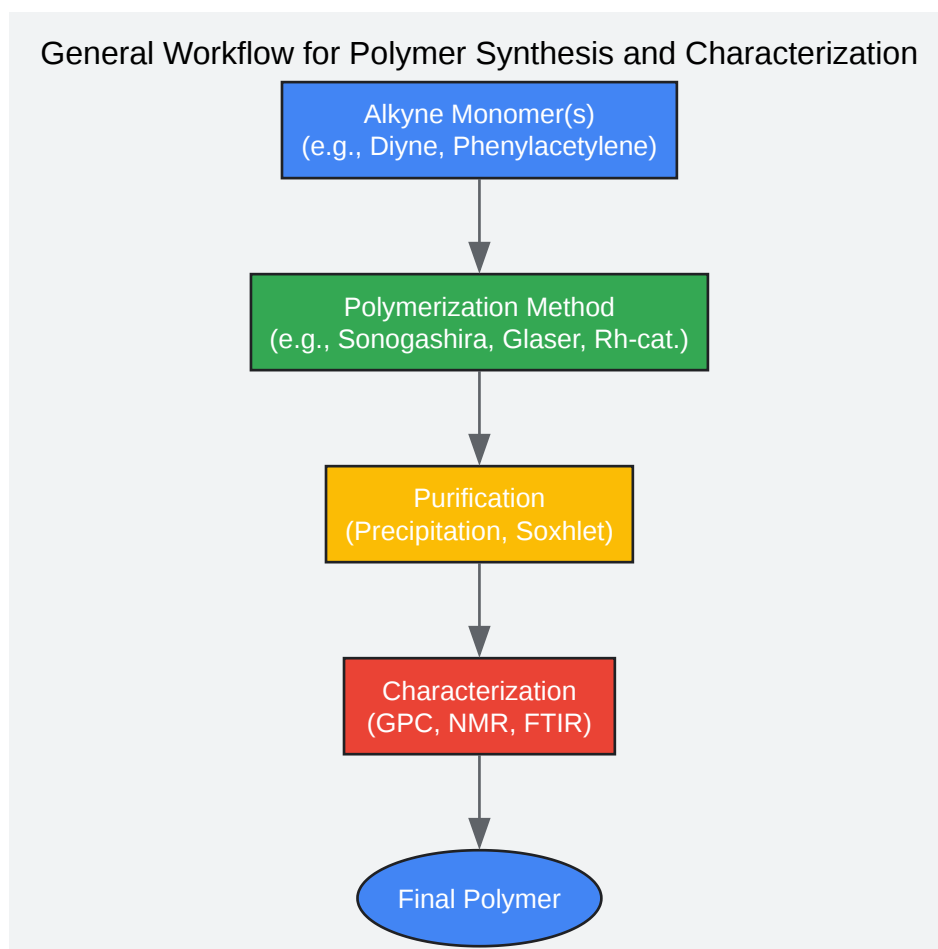 General Workflow for Polymer Synthesis and Characterization
Alkyne Monomer(s)
(e.g., Diyne, Phenylacetylene)
Polymerization Method
(e.g., Sonogashira, Glaser, Rh-cat.)
Purification
(Precipitation, Soxhlet)
Characterization
(GPC, NMR, FTIR)
Final Polymer